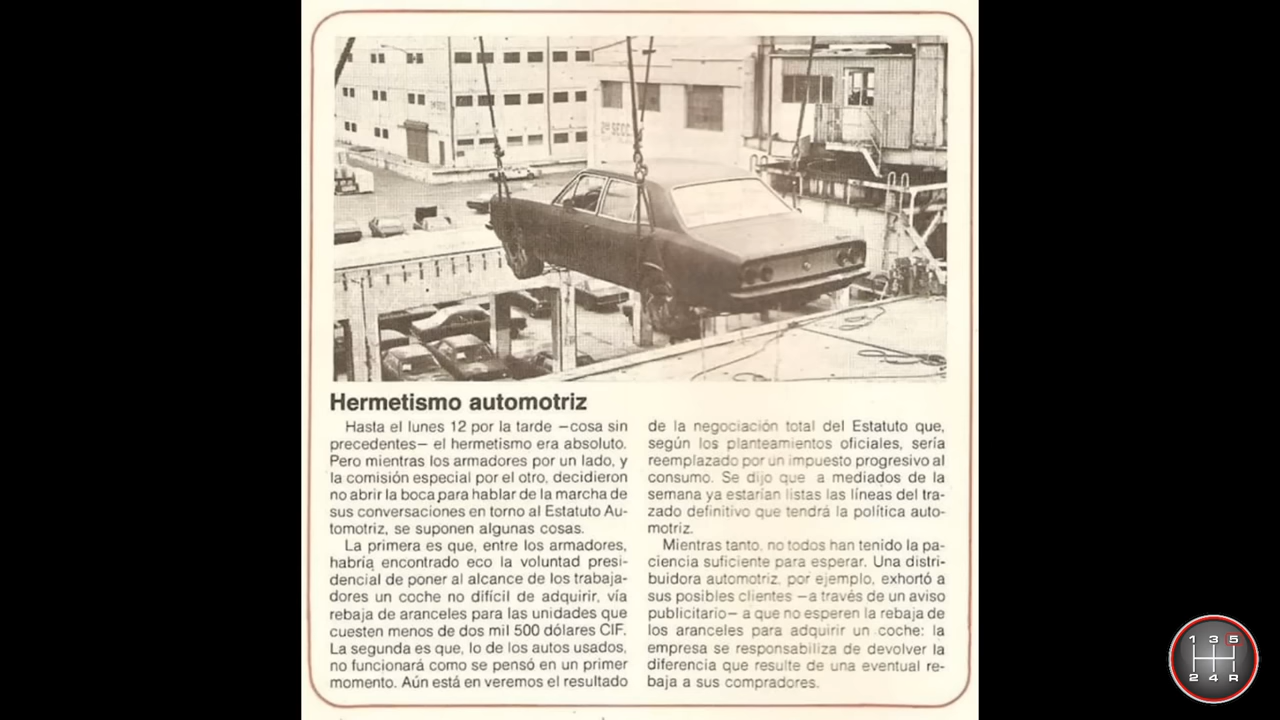 2da SECC
Hermetismo automotriz
Hasta el lunes 12 por la tarde —cosa sin
precedentes— el hermetismo era absoluto.
Pero mientras los armadores por un lado, y
la comisión especial por el otro, decidieron
no abrir la boca para hablar de la marcha de
sus conversaciones en torno al Estatuto Au-
tomotriz, se suponen algunas cosas.
La primera es que, entre los armadores,
habría encontrado eco la voluntad presi-
dencial de poner al alcance de los trabaja-
dores un coche no difícil de adquirir, vía
rebaja de aranceles para las unidades que
cuesten menos de dos mil 500 dólares CIF.
La segunda es que, lo de los autos usados,
no funcionará como se pensó en un primer
momento. Aún está en veremos el resultado
de la negociación total del Estatuto que,
según los planteamientos oficiales, sería
reemplazado por un impuesto progresivo al
consumo. Se dijo que a mediados de la
semana ya estarían listas las líneas del tra-
zado definitivo que tendrá la política auto-
motriz.
Mientras tanto, no todos han tenido la pa-
ciencia suficiente para esperar. Una distri-
buidora automotriz, por ejemplo, exhortó a
sus posibles clientes —a través de un aviso
publicitario— a que no esperen la rebaja de
los aranceles para adquirir un coche: la
empresa se responsabiliza de devolver la
diferencia que resulte de una eventual re-
baja a sus compradores.
1 3 5
2 4 R